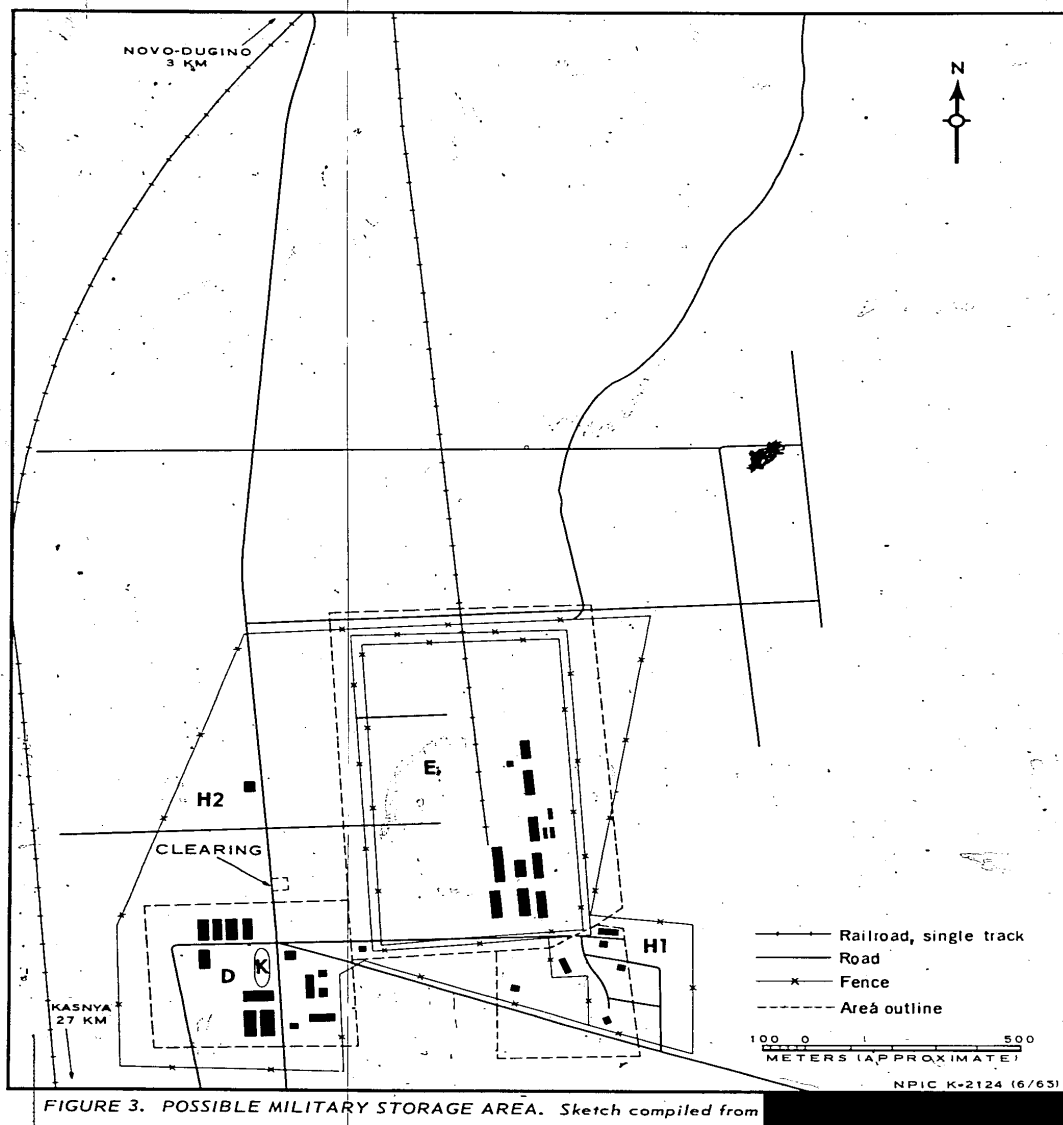 NOVO-DUGINO
3 KM
N
E
H2
CLEARING
H1
D
K
KASNYA
27 KM
Railroad, single track
Road
Fence
Area outline
100 0 500
METERS (APPROXIMATE)
NPIC K-2124 (6/63)
FIGURE 3. POSSIBLE MILITARY STORAGE AREA. Sketch compiled from